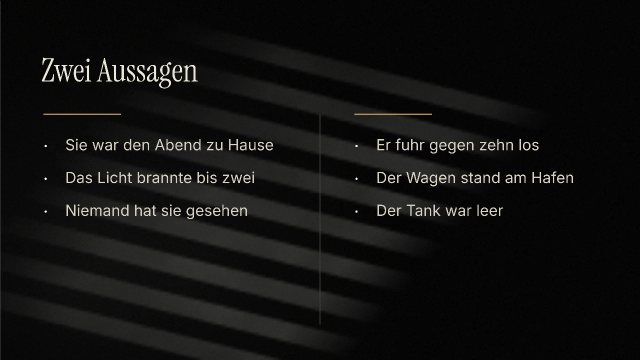 Zwei Aussagen
· Sie war den Abend zu Hause
· Das Licht brannte bis zwei
· Niemand hat sie gesehen
· Er fuhr gegen zehn los
· Der Wagen stand am Hafen
· Der Tank war leer